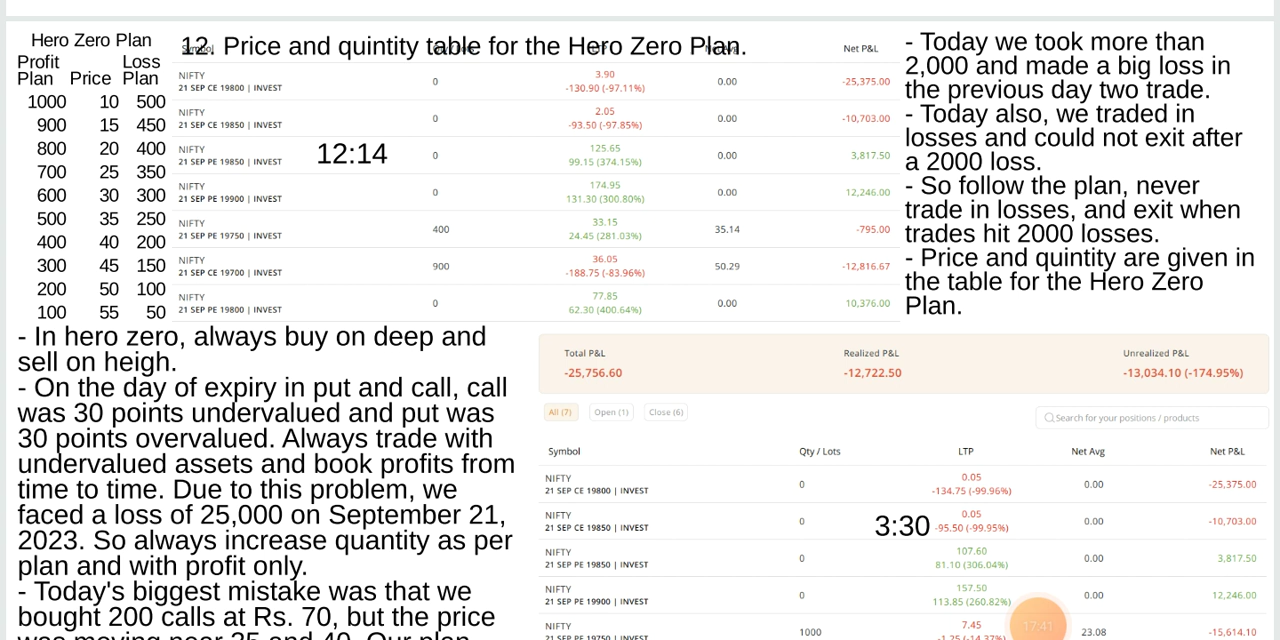 12. Price and quintity table for the Hero Zero Plan.
Hero Zero Plan
Profit Plan Price Loss Plan
1000 10 500
900 15 450
800 20 400
700 25 350
600 30 300
500 35 250
400 40 200
300 45 150
200 50 100
100 55 50
Symbol Net P&L
NIFTY 3.90
21 SEP CE 19800 | INVEST 0 -130.90 (-97.11%) 0.00 -25,375.00
NIFTY 2.05
21 SEP CE 19850 | INVEST 0 -93.50 (-97.85%) 0.00 -10,703.00
12:14
NIFTY 125.65
21 SEP PE 19850 | INVEST 0 99.15 (374.15%) 0.00 3,817.50
NIFTY 174.95
21 SEP PE 19900 | INVEST 0 131.30 (300.80%) 0.00 12,246.00
NIFTY 33.15
21 SEP PE 19750 | INVEST 400 24.45 (281.03%) 35.14 -795.00
NIFTY 36.05
21 SEP CE 19700 | INVEST 900 -188.75 (-83.96%) 50.29 -12,816.67
NIFTY 77.85
21 SEP PE 19800 | INVEST 0 62.30 (400.64%) 0.00 10,376.00
- Today we took more than
2,000 and made a big loss in
the previous day two trade.
- Today also, we traded in
losses and could not exit after
a 2000 loss.
- So follow the plan, never
trade in losses, and exit when
trades hit 2000 losses.
- Price and quintity are given in
the table for the Hero Zero
Plan.
- In hero zero, always buy on deep and
sell on heigh.
- On the day of expiry in put and call, call
was 30 points undervalued and put was
30 points overvalued. Always trade with
undervalued assets and book profits from
time to time. Due to this problem, we
faced a loss of 25,000 on September 21,
2023. So always increase quantity as per
plan and with profit only.
- Today's biggest mistake was that we
bought 200 calls at Rs. 70, but the price
was moving near 35 and 40. Our plan
Total P&L Realized P&L Unrealized P&L
-25,756.60 -12,722.50 -13,034.10 (-174.95%)
All (7) Open (1) Close (6) Search for your positions / products
Symbol Qty / Lots LTP Net Avg Net P&L
NIFTY 0.05
21 SEP CE 19800 | INVEST 0 -134.75 (-99.96%) 0.00 -25,375.00
NIFTY 0.05
21 SEP CE 19850 | INVEST 0 -95.50 (-99.95%) 0.00 -10,703.00
3:30
NIFTY 107.60
21 SEP PE 19850 | INVEST 0 81.10 (306.04%) 0.00 3,817.50
NIFTY 157.50
21 SEP PE 19900 | INVEST 0 113.85 (260.82%) 0.00 12,246.00
17:41
NIFTY 7.45
21 SEP PE 19750 | INVEST 1000 -1.25 (-14.37%) 23.08 -15,614.10